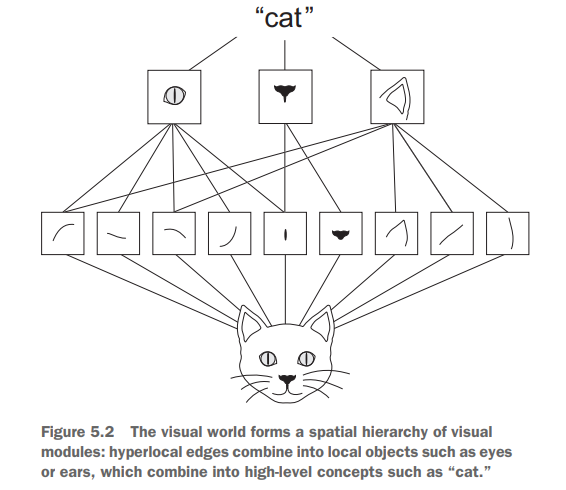 “cat”
Figure 5.2 The visual world forms a spatial hierarchy of visual
modules: hyperlocal edges combine into local objects such as eyes
or ears, which combine into high-level concepts such as “cat.”